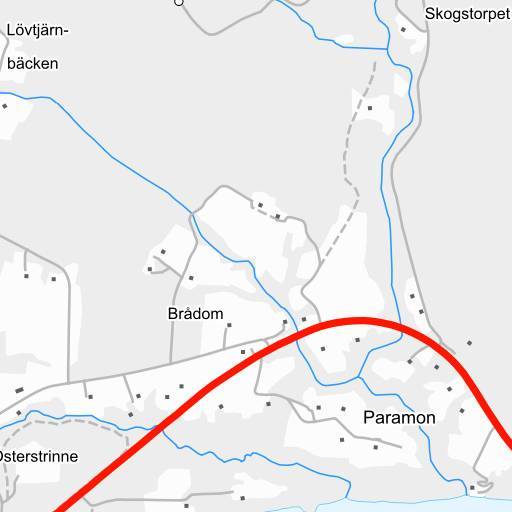 Skogstorpet
Lövtjärn-
bäcken
Brådom
Paramon
Österstrinne